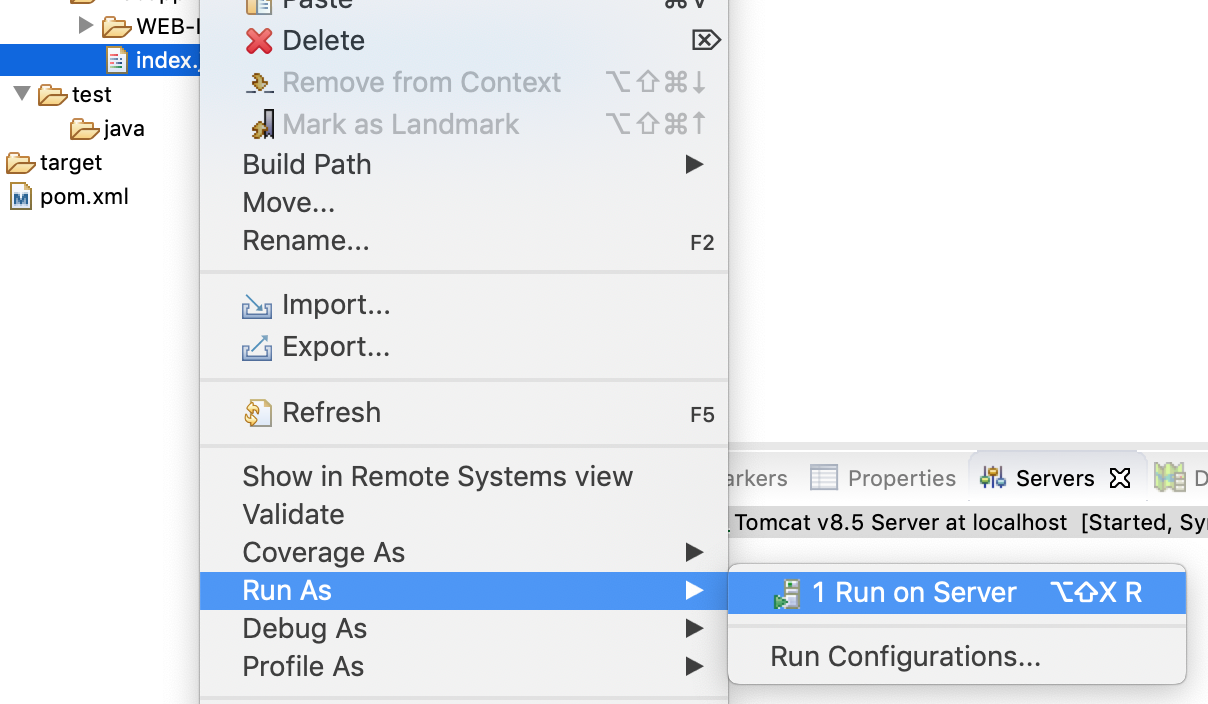 Paste ⌘V
WEB-I
Delete ⌦
index.j
Remove from Context ⌥⇧⌘↓
test
Mark as Landmark ⌥⇧⌘↑
java
Build Path
target
Move...
pom.xml
Rename... F2
Import...
Export...
Refresh F5
Show in Remote Systems view
arkers Properties Servers D
Validate
Tomcat v8.5 Server at localhost [Started, Sy
Coverage As
Run As
1 Run on Server ⌥⇧X R
Debug As
Run Configurations...
Profile As